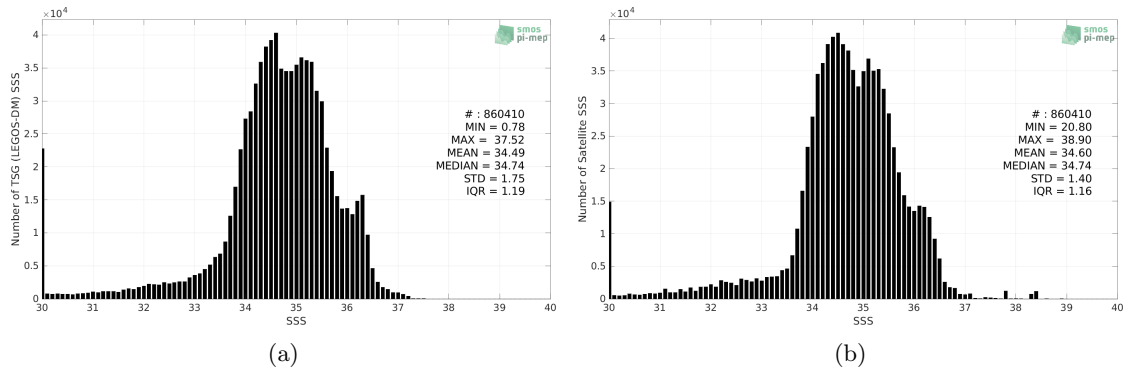 ×10⁴
smos
pi-mep
4
3.5
3
2.5
2
1.5
1
0.5
0
Number of TSG (LEGOS-DM) SSS
# : 860410
MIN = 0.78
MAX = 37.52
MEAN = 34.49
MEDIAN = 34.74
STD = 1.75
IQR = 1.19
30 31 32 33 34 35 36 37 38 39 40
SSS
(a)
×10⁴
smos
pi-mep
4
3.5
3
2.5
2
1.5
1
0.5
0
Number of Satellite SSS
# : 860410
MIN = 20.80
MAX = 38.90
MEAN = 34.60
MEDIAN = 34.74
STD = 1.40
IQR = 1.16
30 31 32 33 34 35 36 37 38 39 40
SSS
(b)